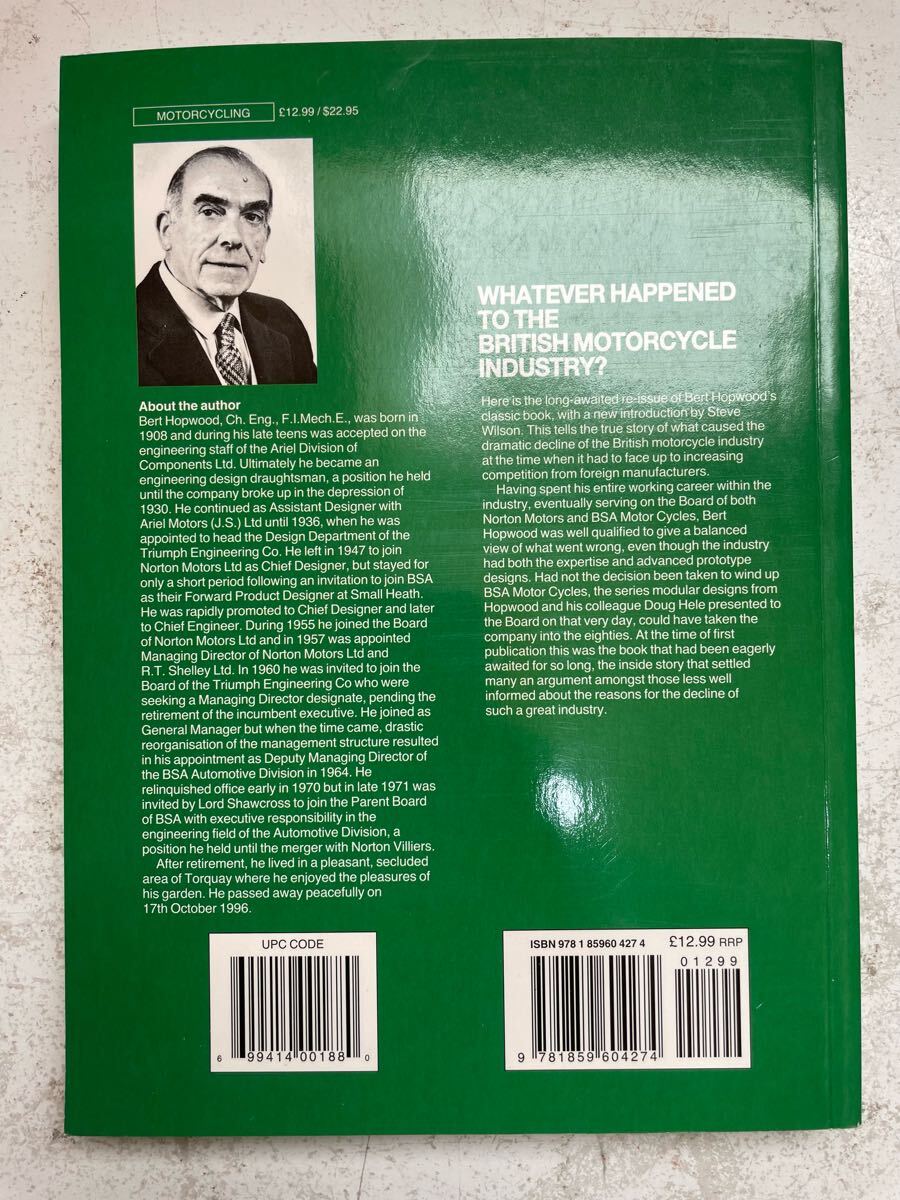 MOTORCYCLING £12.99 / $22.95
About the author
Bert Hopwood, Ch. Eng., F.I.Mech.E., was born in
1908 and during his late teens was accepted on the
engineering staff of the Ariel Division of
Components Ltd. Ultimately he became an
engineering design draughtsman, a position he held
until the company broke up in the depression of
1930. He continued as Assistant Designer with
Ariel Motors (J.S.) Ltd until 1936, when he was
appointed to head the Design Department of the
Triumph Engineering Co. He left in 1947 to join
Norton Motors Ltd as Chief Designer, but stayed for
only a short period following an invitation to join BSA
as their Forward Product Designer at Small Heath.
He was rapidly promoted to Chief Designer and later
to Chief Engineer. During 1955 he joined the Board
of Norton Motors Ltd and in 1957 was appointed
Managing Director of Norton Motors Ltd and
R.T. Shelley Ltd. In 1960 he was invited to join the
Board of the Triumph Engineering Co who were
seeking a Managing Director designate, pending the
retirement of the incumbent executive. He joined as
General Manager but when the time came, drastic
reorganisation of the management structure resulted
in his appointment as Deputy Managing Director of
the BSA Automotive Division in 1964. He
relinquished office early in 1970 but in late 1971 was
invited by Lord Shawcross to join the Parent Board
of BSA with executive responsibility in the
engineering field of the Automotive Division, a
position he held until the merger with Norton Villiers.
After retirement, he lived in a pleasant, secluded
area of Torquay where he enjoyed the pleasures of
his garden. He passed away peacefully on
17th October 1996.
WHATEVER HAPPENED
TO THE
BRITISH MOTORCYCLE
INDUSTRY?
Here is the long-awaited re-issue of Bert Hopwood's
classic book, with a new introduction by Steve
Wilson. This tells the true story of what caused the
dramatic decline of the British motorcycle industry
at the time when it had to face up to increasing
competition from foreign manufacturers.
Having spent his entire working career within the
industry, eventually serving on the Board of both
Norton Motors and BSA Motor Cycles, Bert
Hopwood was well qualified to give a balanced
view of what went wrong, even though the industry
had both the expertise and advanced prototype
designs. Had not the decision been taken to wind up
BSA Motor Cycles, the series modular designs from
Hopwood and his colleague Doug Hele presented to
the Board on that very day, could have taken the
company into the eighties. At the time of first
publication this was the book that had been eagerly
awaited for so long, the inside story that settled
many an argument amongst those less well
informed about the reasons for the decline of
such a great industry.
UPC CODE
6 99414 00188 0
ISBN 978 1 85960 427 4 £12.99 RRP
01299
9 781859 604274